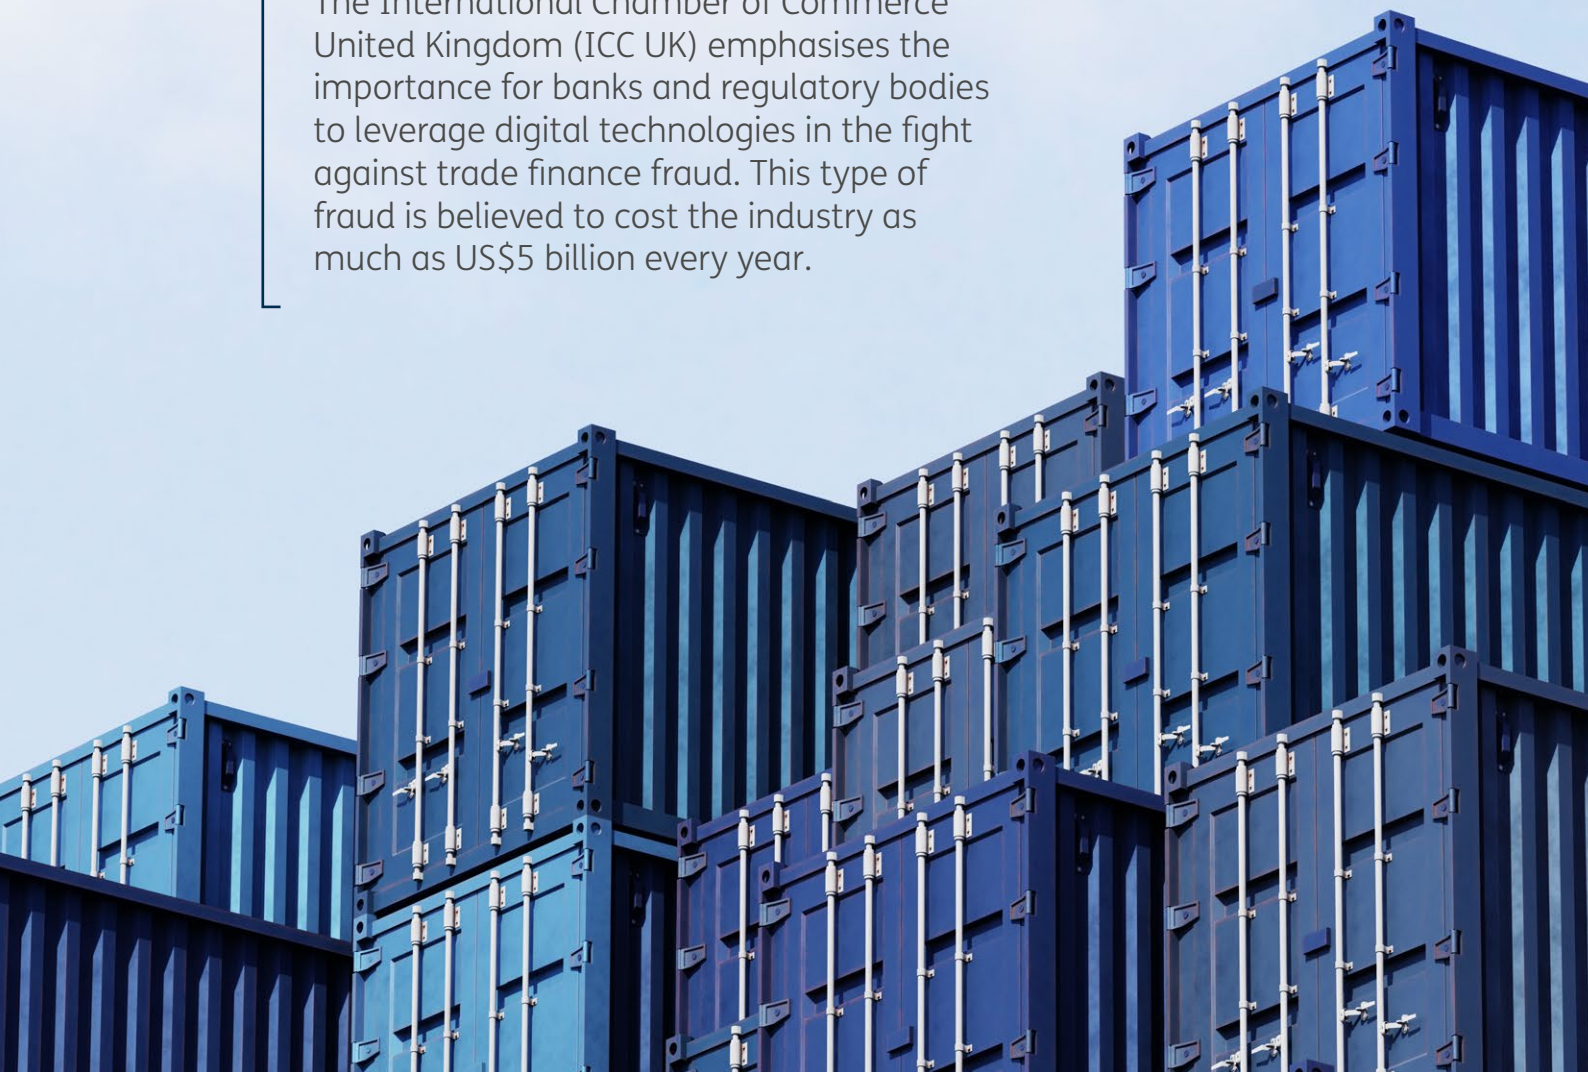 The International Chamber of Commerce
United Kingdom (ICC UK) emphasises the
importance for banks and regulatory bodies
to leverage digital technologies in the fight
against trade finance fraud. This type of
fraud is believed to cost the industry as
much as US$5 billion every year.